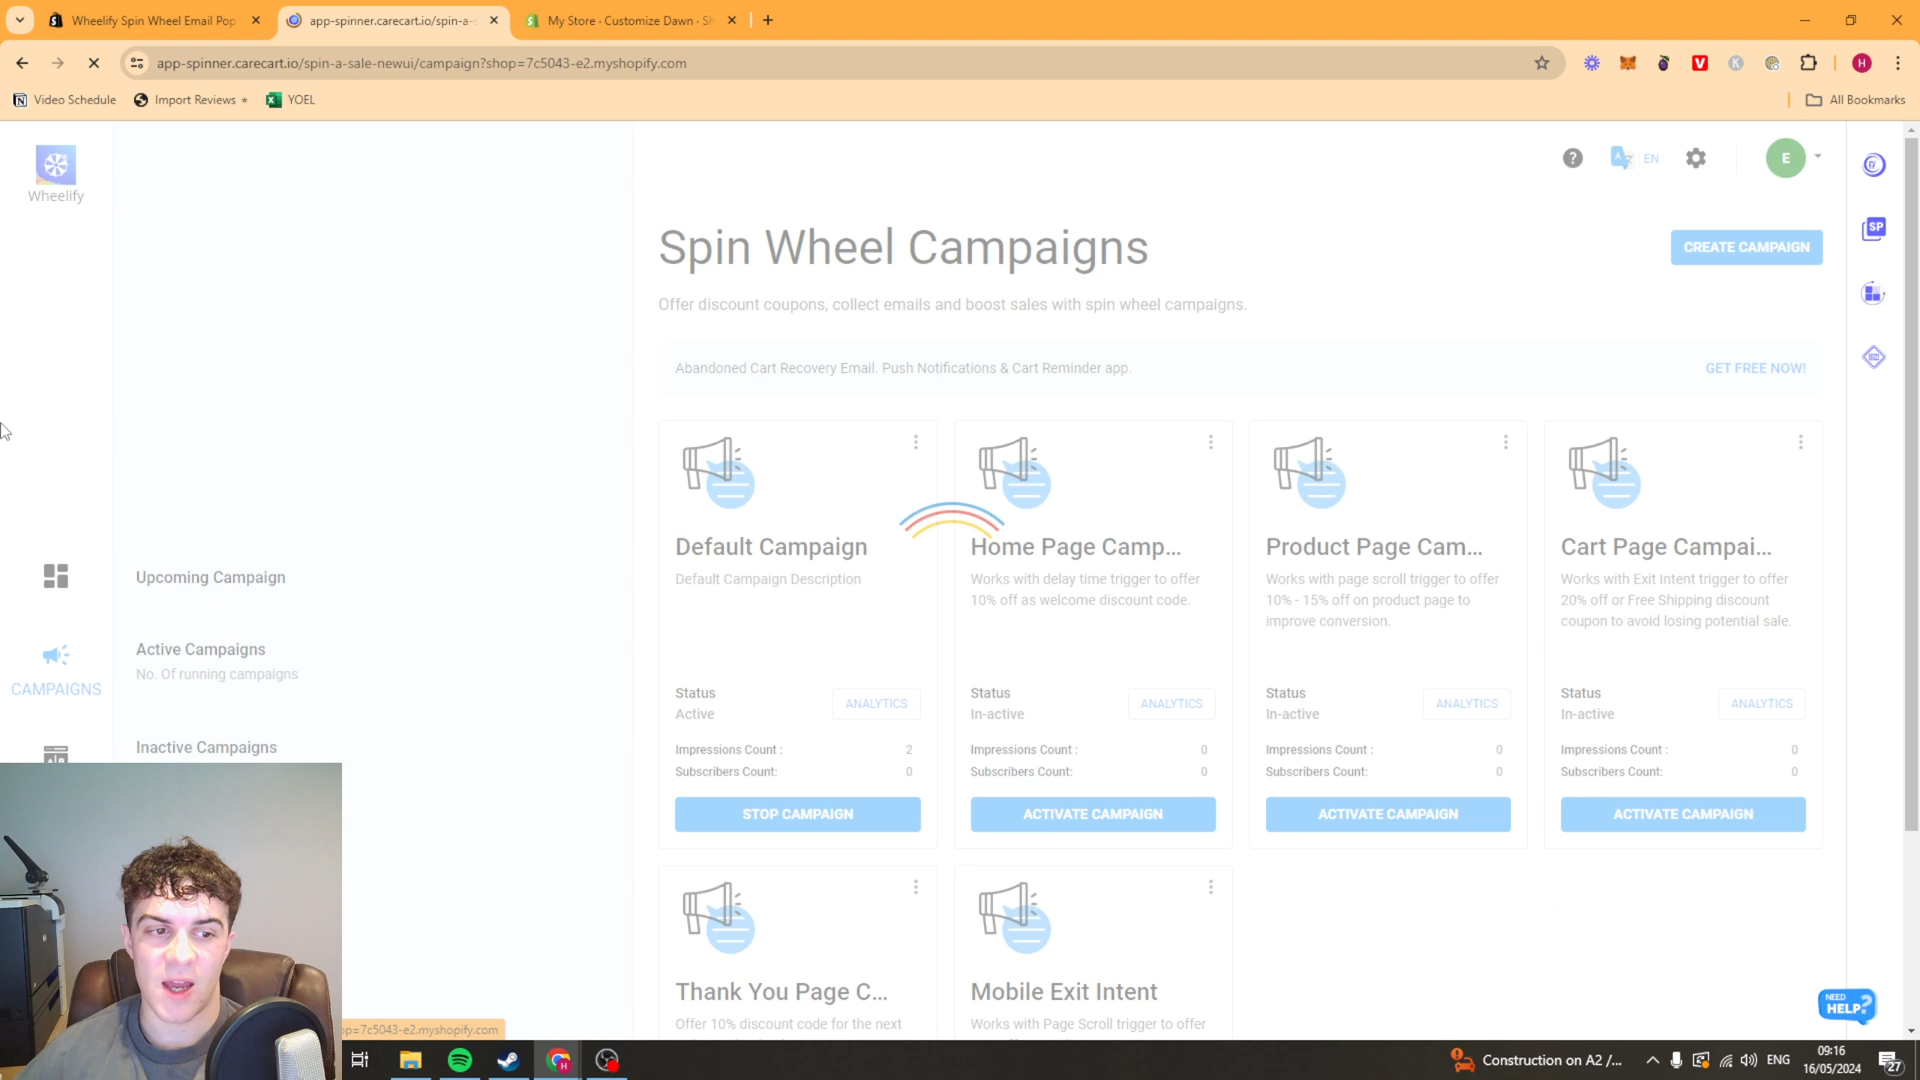 Wheelify Spin Wheel Email Pop
app-spinner.carecart.io/spin-a-s
My Store · Customize Dawn · Sh
app-spinner.carecart.io/spin-a-sale-newui/campaign?shop=7c5043-e2.myshopify.com
Video Schedule
Import Reviews
YOEL
All Bookmarks
Wheelify
EN
E
SP
Spin Wheel Campaigns
CREATE CAMPAIGN
Offer discount coupons, collect emails and boost sales with spin wheel campaigns.
Abandoned Cart Recovery Email. Push Notifications & Cart Reminder app.
GET FREE NOW!
Upcoming Campaign
Active Campaigns
No. Of running campaigns
CAMPAIGNS
Inactive Campaigns
Default Campaign
Default Campaign Description
Status
Active
ANALYTICS
Impressions Count : 2
Subscribers Count: 0
STOP CAMPAIGN
Home Page Camp...
Works with delay time trigger to offer
10% off as welcome discount code.
Status
In-active
ANALYTICS
Impressions Count : 0
Subscribers Count: 0
ACTIVATE CAMPAIGN
Product Page Cam...
Works with page scroll trigger to offer
10% - 15% off on product page to
improve conversion.
Status
In-active
ANALYTICS
Impressions Count : 0
Subscribers Count: 0
ACTIVATE CAMPAIGN
Cart Page Campai...
Works with Exit Intent trigger to offer
20% off or Free Shipping discount
coupon to avoid losing potential sale.
Status
In-active
ANALYTICS
Impressions Count : 0
Subscribers Count: 0
ACTIVATE CAMPAIGN
Thank You Page C...
Offer 10% discount code for the next
Mobile Exit Intent
Works with Page Scroll trigger to offer
NEED
HELP?
op=7c5043-e2.myshopify.com
Construction on A2 /...
ENG
09:16
16/05/2024
27